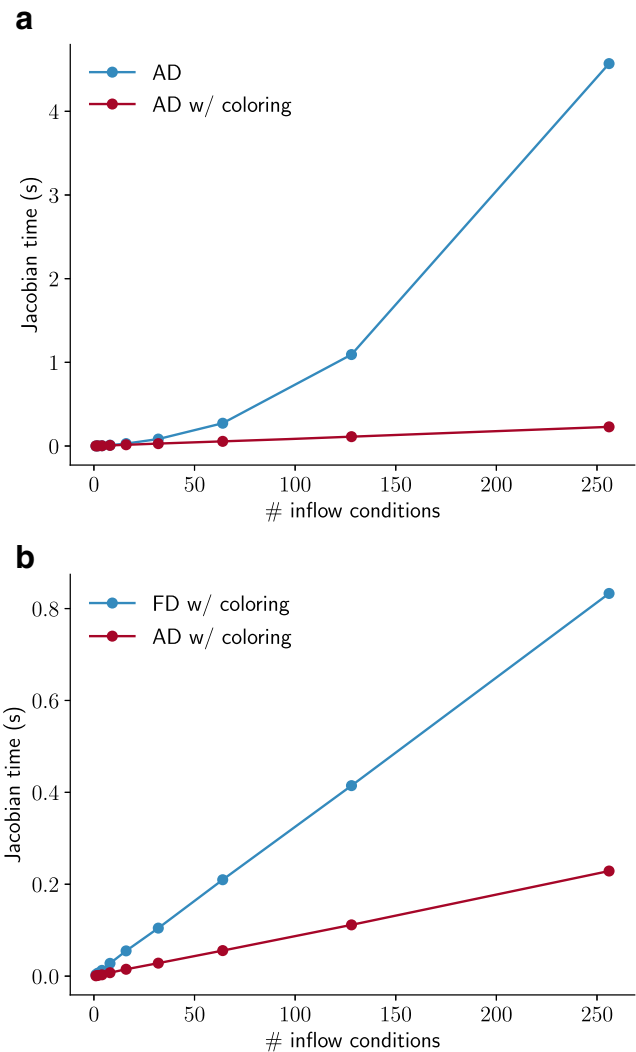 a
AD
AD w/ coloring
Jacobian time (s)
4
3
2
1
0
0 50 100 150 200 250
# inflow conditions
b
FD w/ coloring
AD w/ coloring
Jacobian time (s)
0.8
0.6
0.4
0.2
0.0
0 50 100 150 200 250
# inflow conditions